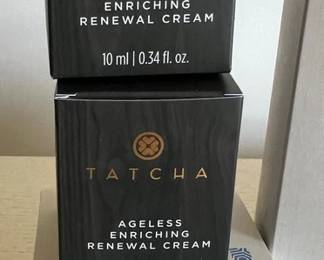 ENRICHING
RENEWAL CREAM
10 ml | 0.34 fl. oz.
TATCHA
AGELESS
ENRICHING
RENEWAL CREAM